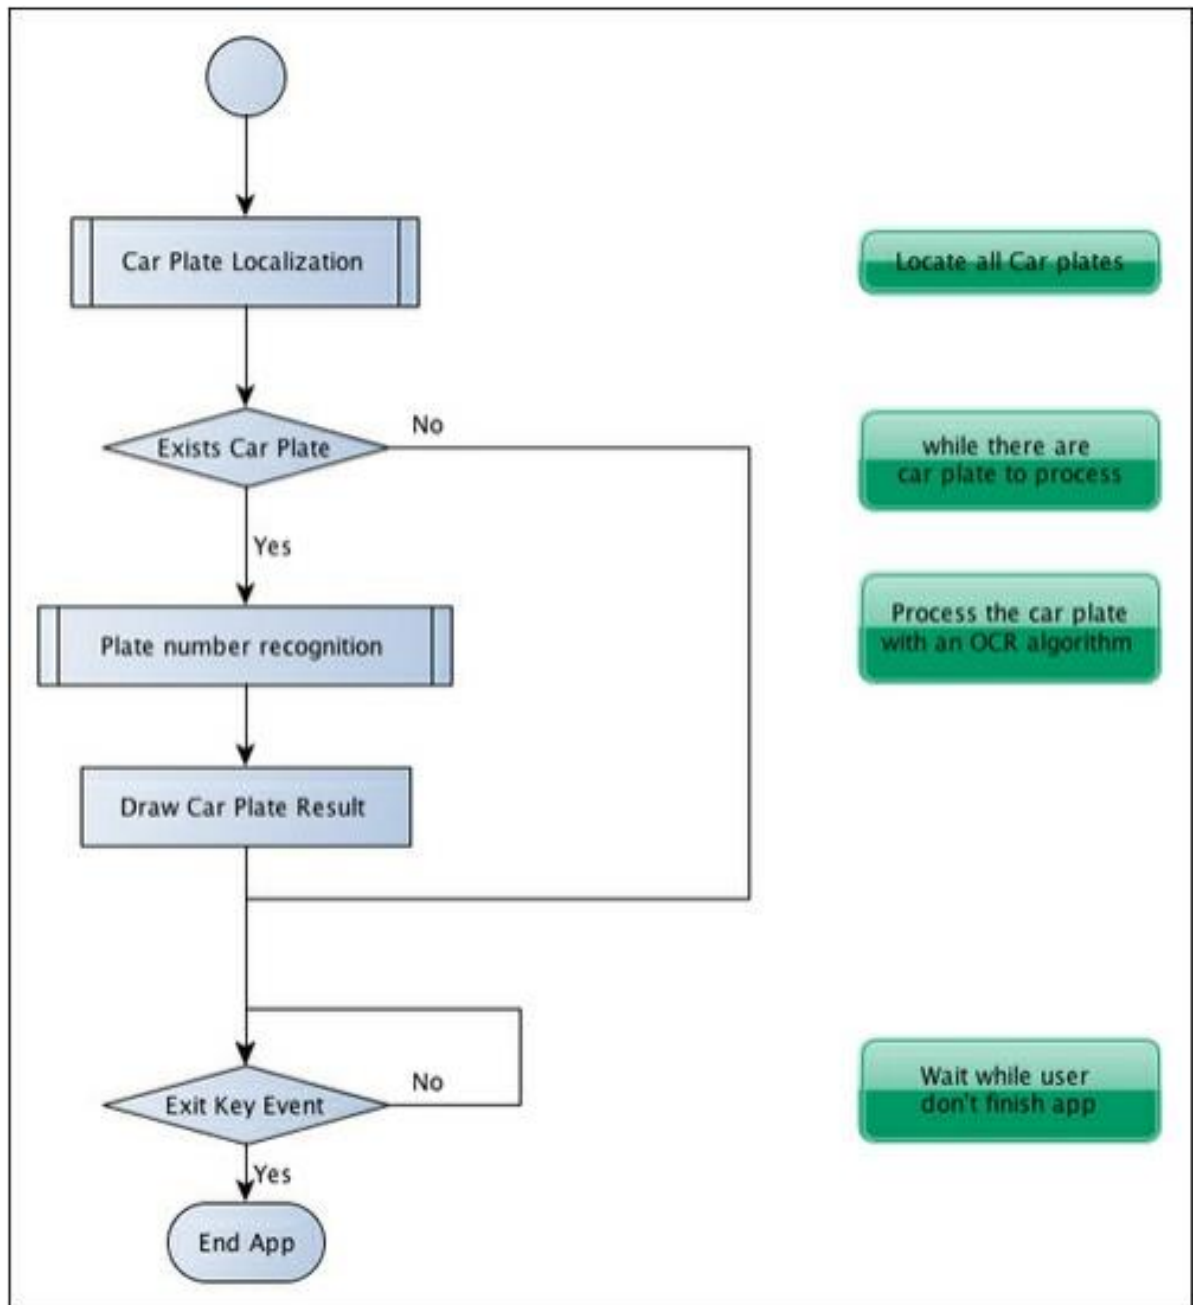 Car Plate Localization
Locate all Car plates
Exists Car Plate
No
while there are
car plate to process
Yes
Plate number recognition
Process the car plate
with an OCR algorithm
Draw Car Plate Result
Exit Key Event
No
Wait while user
don't finish app
Yes
End App